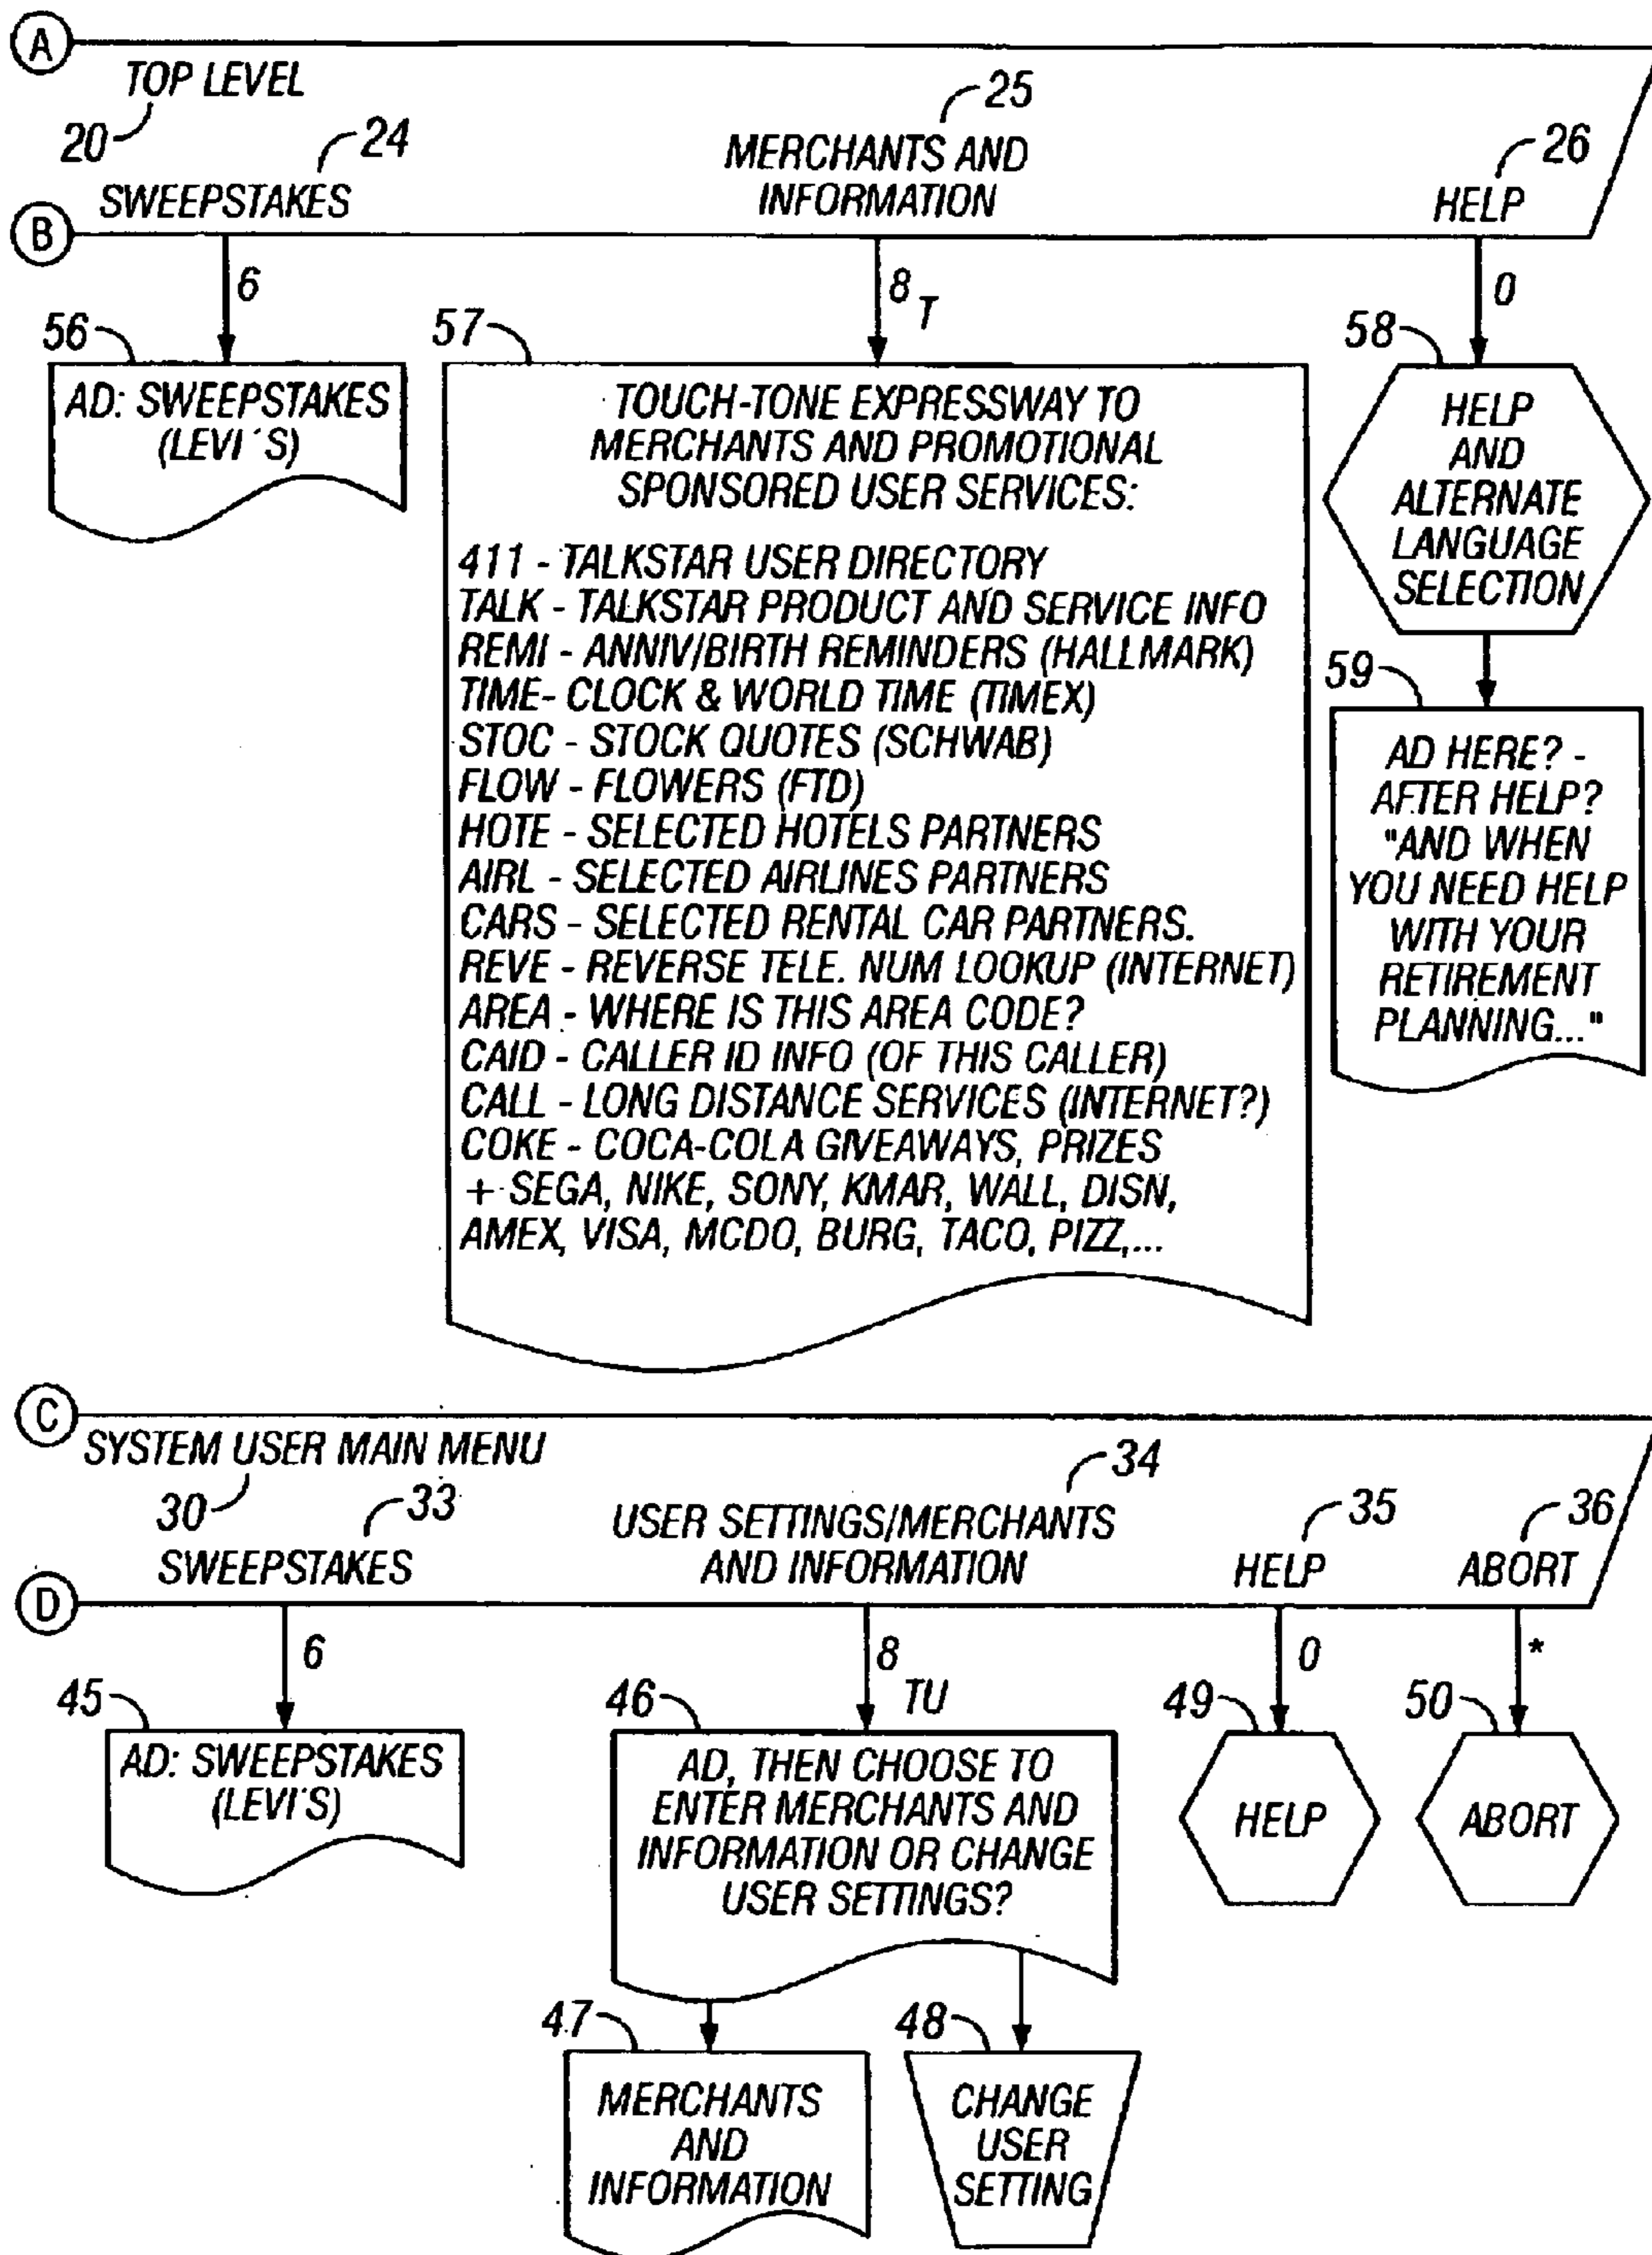 A
TOP LEVEL
20
24
25
26
SWEEPSTAKES
MERCHANTS AND
INFORMATION
HELP
B
6
8
T
0
56
AD: SWEEPSTAKES
(LEVI'S)
57
TOUCH-TONE EXPRESSWAY TO
MERCHANTS AND PROMOTIONAL
SPONSORED USER SERVICES:
411 - TALKSTAR USER DIRECTORY
TALK - TALKSTAR PRODUCT AND SERVICE INFO
REMI - ANNIV/BIRTH REMINDERS (HALLMARK)
TIME- CLOCK & WORLD TIME (TIMEX)
STOC - STOCK QUOTES (SCHWAB)
FLOW - FLOWERS (FTD)
HOTE - SELECTED HOTELS PARTNERS
AIRL - SELECTED AIRLINES PARTNERS
CARS - SELECTED RENTAL CAR PARTNERS.
REVE - REVERSE TELE. NUM LOOKUP (INTERNET)
AREA - WHERE IS THIS AREA CODE?
CAID - CALLER ID INFO (OF THIS CALLER)
CALL - LONG DISTANCE SERVICES (INTERNET?)
COKE - COCA-COLA GIVEAWAYS, PRIZES
+ SEGA, NIKE, SONY, KMAR, WALL, DISN,
AMEX, VISA, MCDO, BURG, TACO, PIZZ,...
58
HELP
AND
ALTERNATE
LANGUAGE
SELECTION
59
AD HERE? -
AFTER HELP?
"AND WHEN
YOU NEED HELP
WITH YOUR
RETIREMENT
PLANNING..."
C
SYSTEM USER MAIN MENU
30
33
34
35
36
SWEEPSTAKES
USER SETTINGS/MERCHANTS
AND INFORMATION
HELP
ABORT
D
6
8
TU
0
*
45
AD: SWEEPSTAKES
(LEVI'S)
46
AD, THEN CHOOSE TO
ENTER MERCHANTS AND
INFORMATION OR CHANGE
USER SETTINGS?
49
HELP
50
ABORT
47
MERCHANTS
AND
INFORMATION
48
CHANGE
USER
SETTING